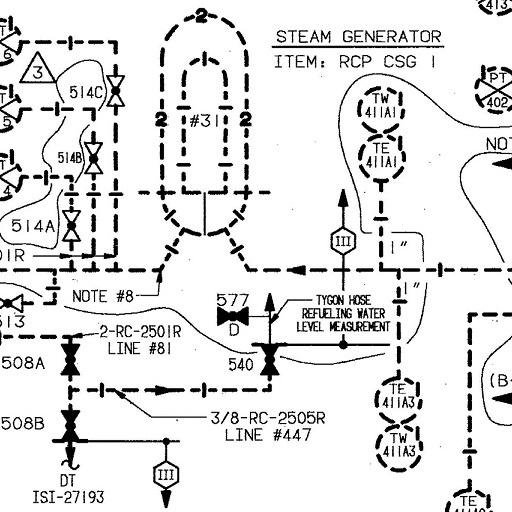 413
STEAM GENERATOR
ITEM: RCP CSG 1
2
6
3
514C
PT
402
TW
411A1
5
2
#31
2
TE
411A1
514B
NOT
4
514A
III
01R
1"
1"
NOTE #8
577
D
TYGON HOSE
REFUELING WATER
LEVEL MEASUREMENT
513
2-RC-2501R
LINE #81
508A
540
TE
411A3
(B-
3/8-RC-2505R
LINE #447
508B
TW
411A3
III
DT
ISI-27193
TE